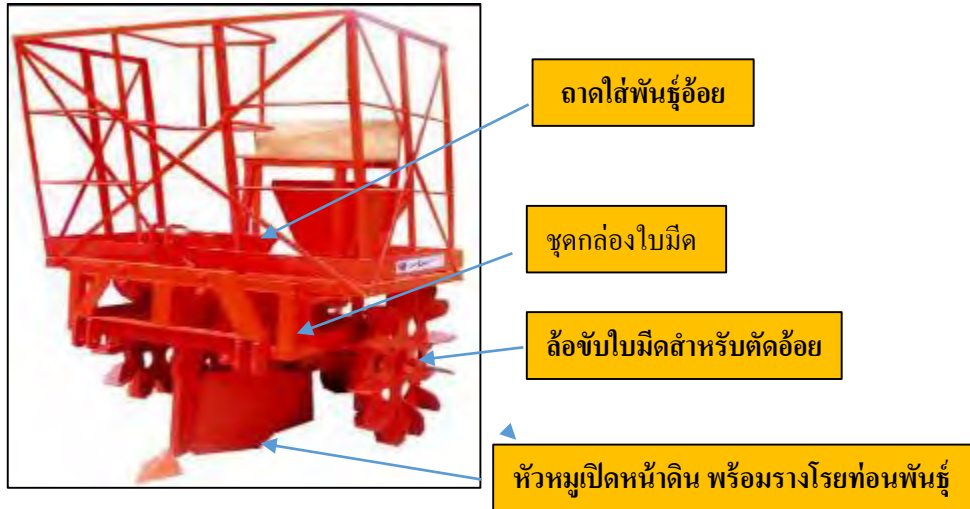 ถาดใส่พันธุ์อ้อย
ชุดกล่องใบมีด
ล้อขับใบมีดสำหรับตัดอ้อย
หัวหมูเปิดหน้าดิน พร้อมรางโรยท่อนพันธุ์